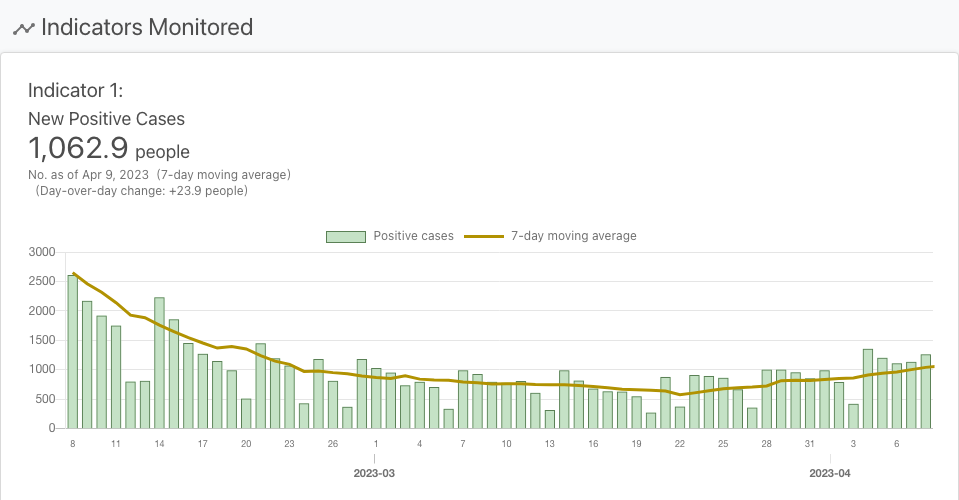 Indicators Monitored
Indicator 1:
New Positive Cases
1,062.9 people
No. as of Apr 9, 2023 (7-day moving average)
(Day-over-day change: +23.9 people)
Positive cases 7-day moving average
3000
2500
2000
1500
1000
500
0
8 11 14 17 20 23 26 1 4 7 10 13 16 19 22 25 28 31 3 6
2023-03 2023-04